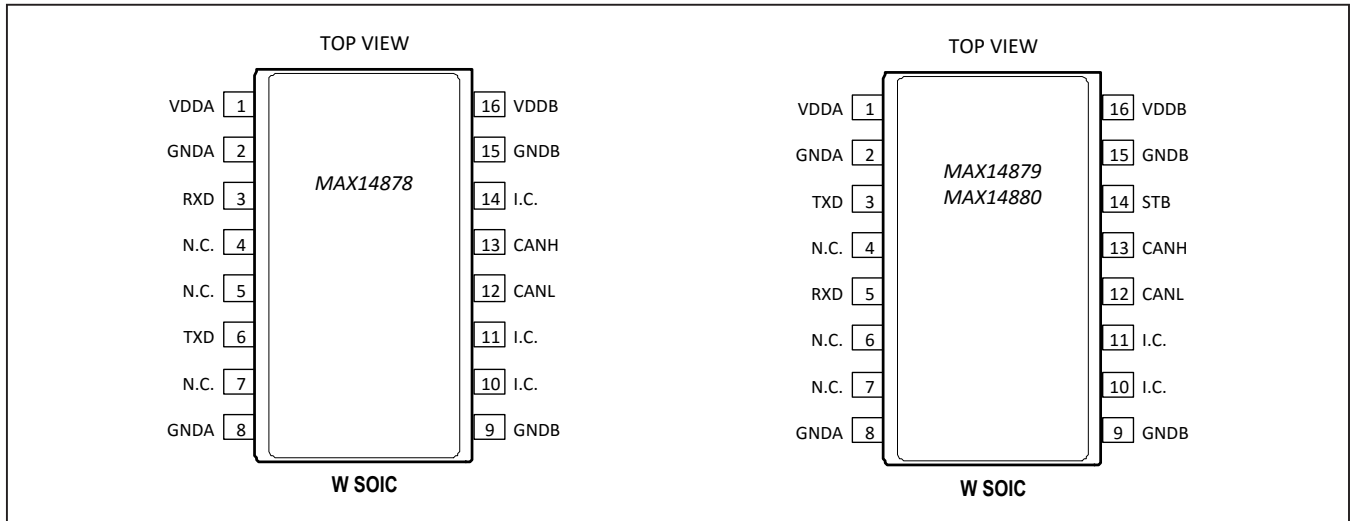 TOP VIEW
VDDA 1
GNDA 2
RXD 3
N.C. 4
N.C. 5
TXD 6
N.C. 7
GNDA 8
MAX14878
16 VDDB
15 GNDB
14 I.C.
13 CANH
12 CANL
11 I.C.
10 I.C.
9 GNDB
W SOIC
TOP VIEW
VDDA 1
GNDA 2
TXD 3
N.C. 4
RXD 5
N.C. 6
N.C. 7
GNDA 8
MAX14879
MAX14880
16 VDDB
15 GNDB
14 STB
13 CANH
12 CANL
11 I.C.
10 I.C.
9 GNDB
W SOIC